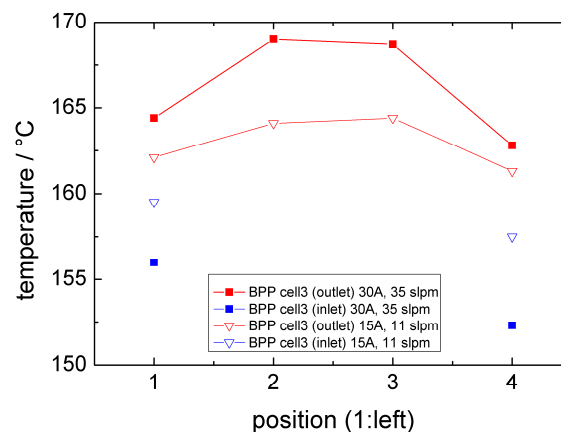 170
165
160
155
150
temperature / °C
BPP cell3 (outlet) 30A, 35 slpm
BPP cell3 (inlet) 30A, 35 slpm
BPP cell3 (outlet) 15A, 11 slpm
BPP cell3 (inlet) 15A, 11 slpm
1 2 3 4
position (1:left)